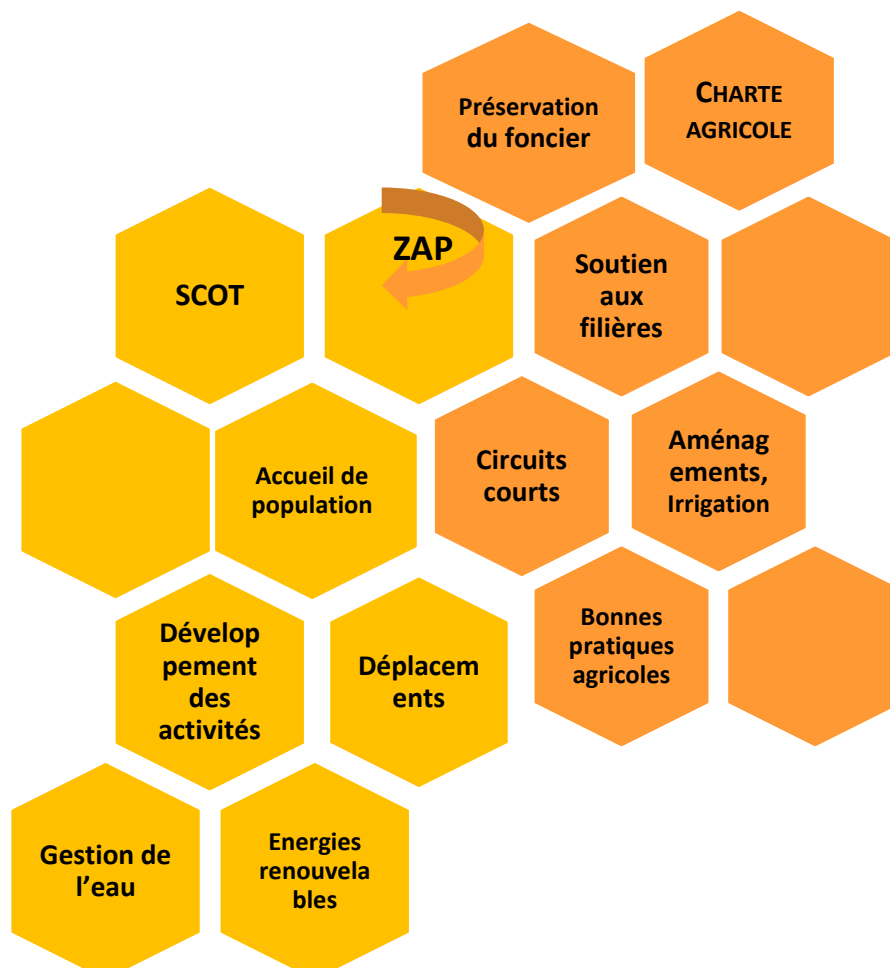 Préservation
du foncier
CHARTE
AGRICOLE
SCOT
ZAP
Soutien
aux
filières
Accueil de
population
Circuits
courts
Aménag
ements,
Irrigation
Dévelop
pement
des
activités
Déplacem
ents
Bonnes
pratiques
agricoles
Gestion de
l’eau
Energies
renouvela
bles